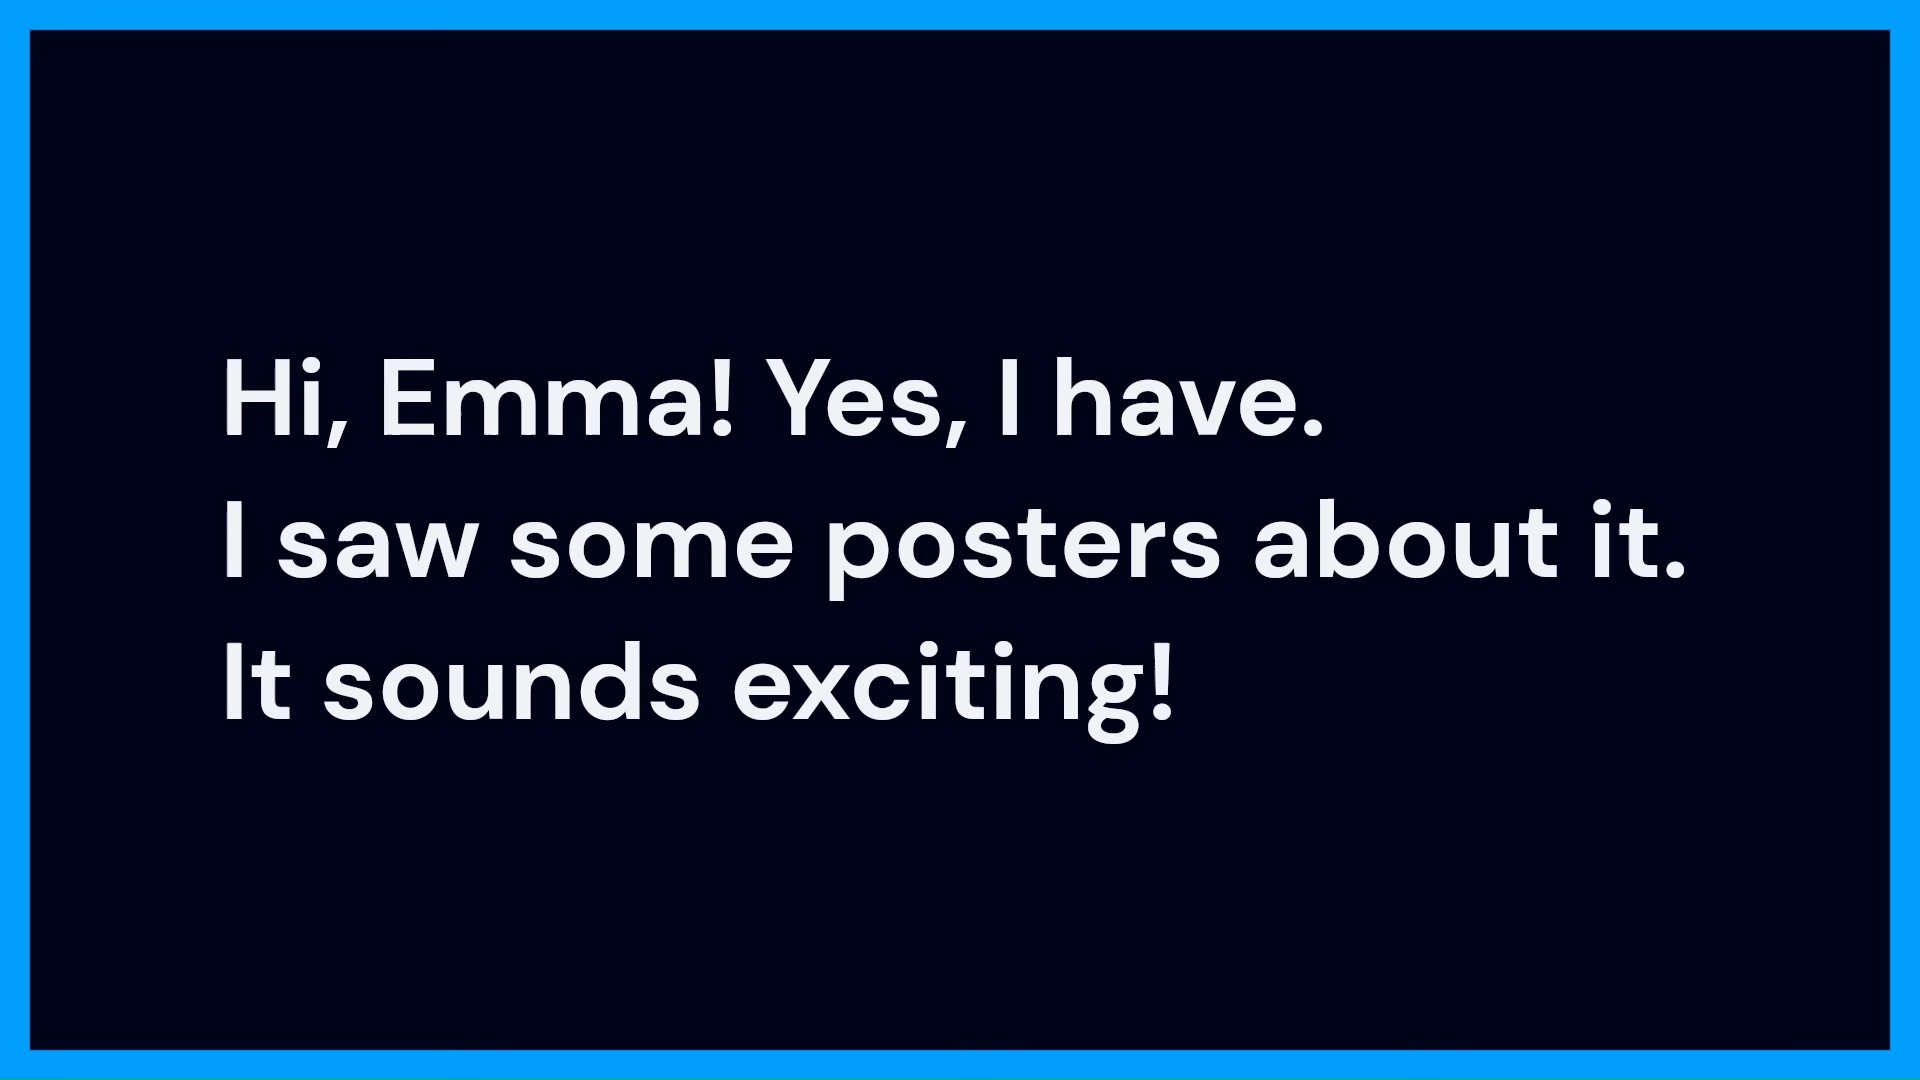 Hi, Emma! Yes, I have.
I saw some posters about it.
It sounds exciting!